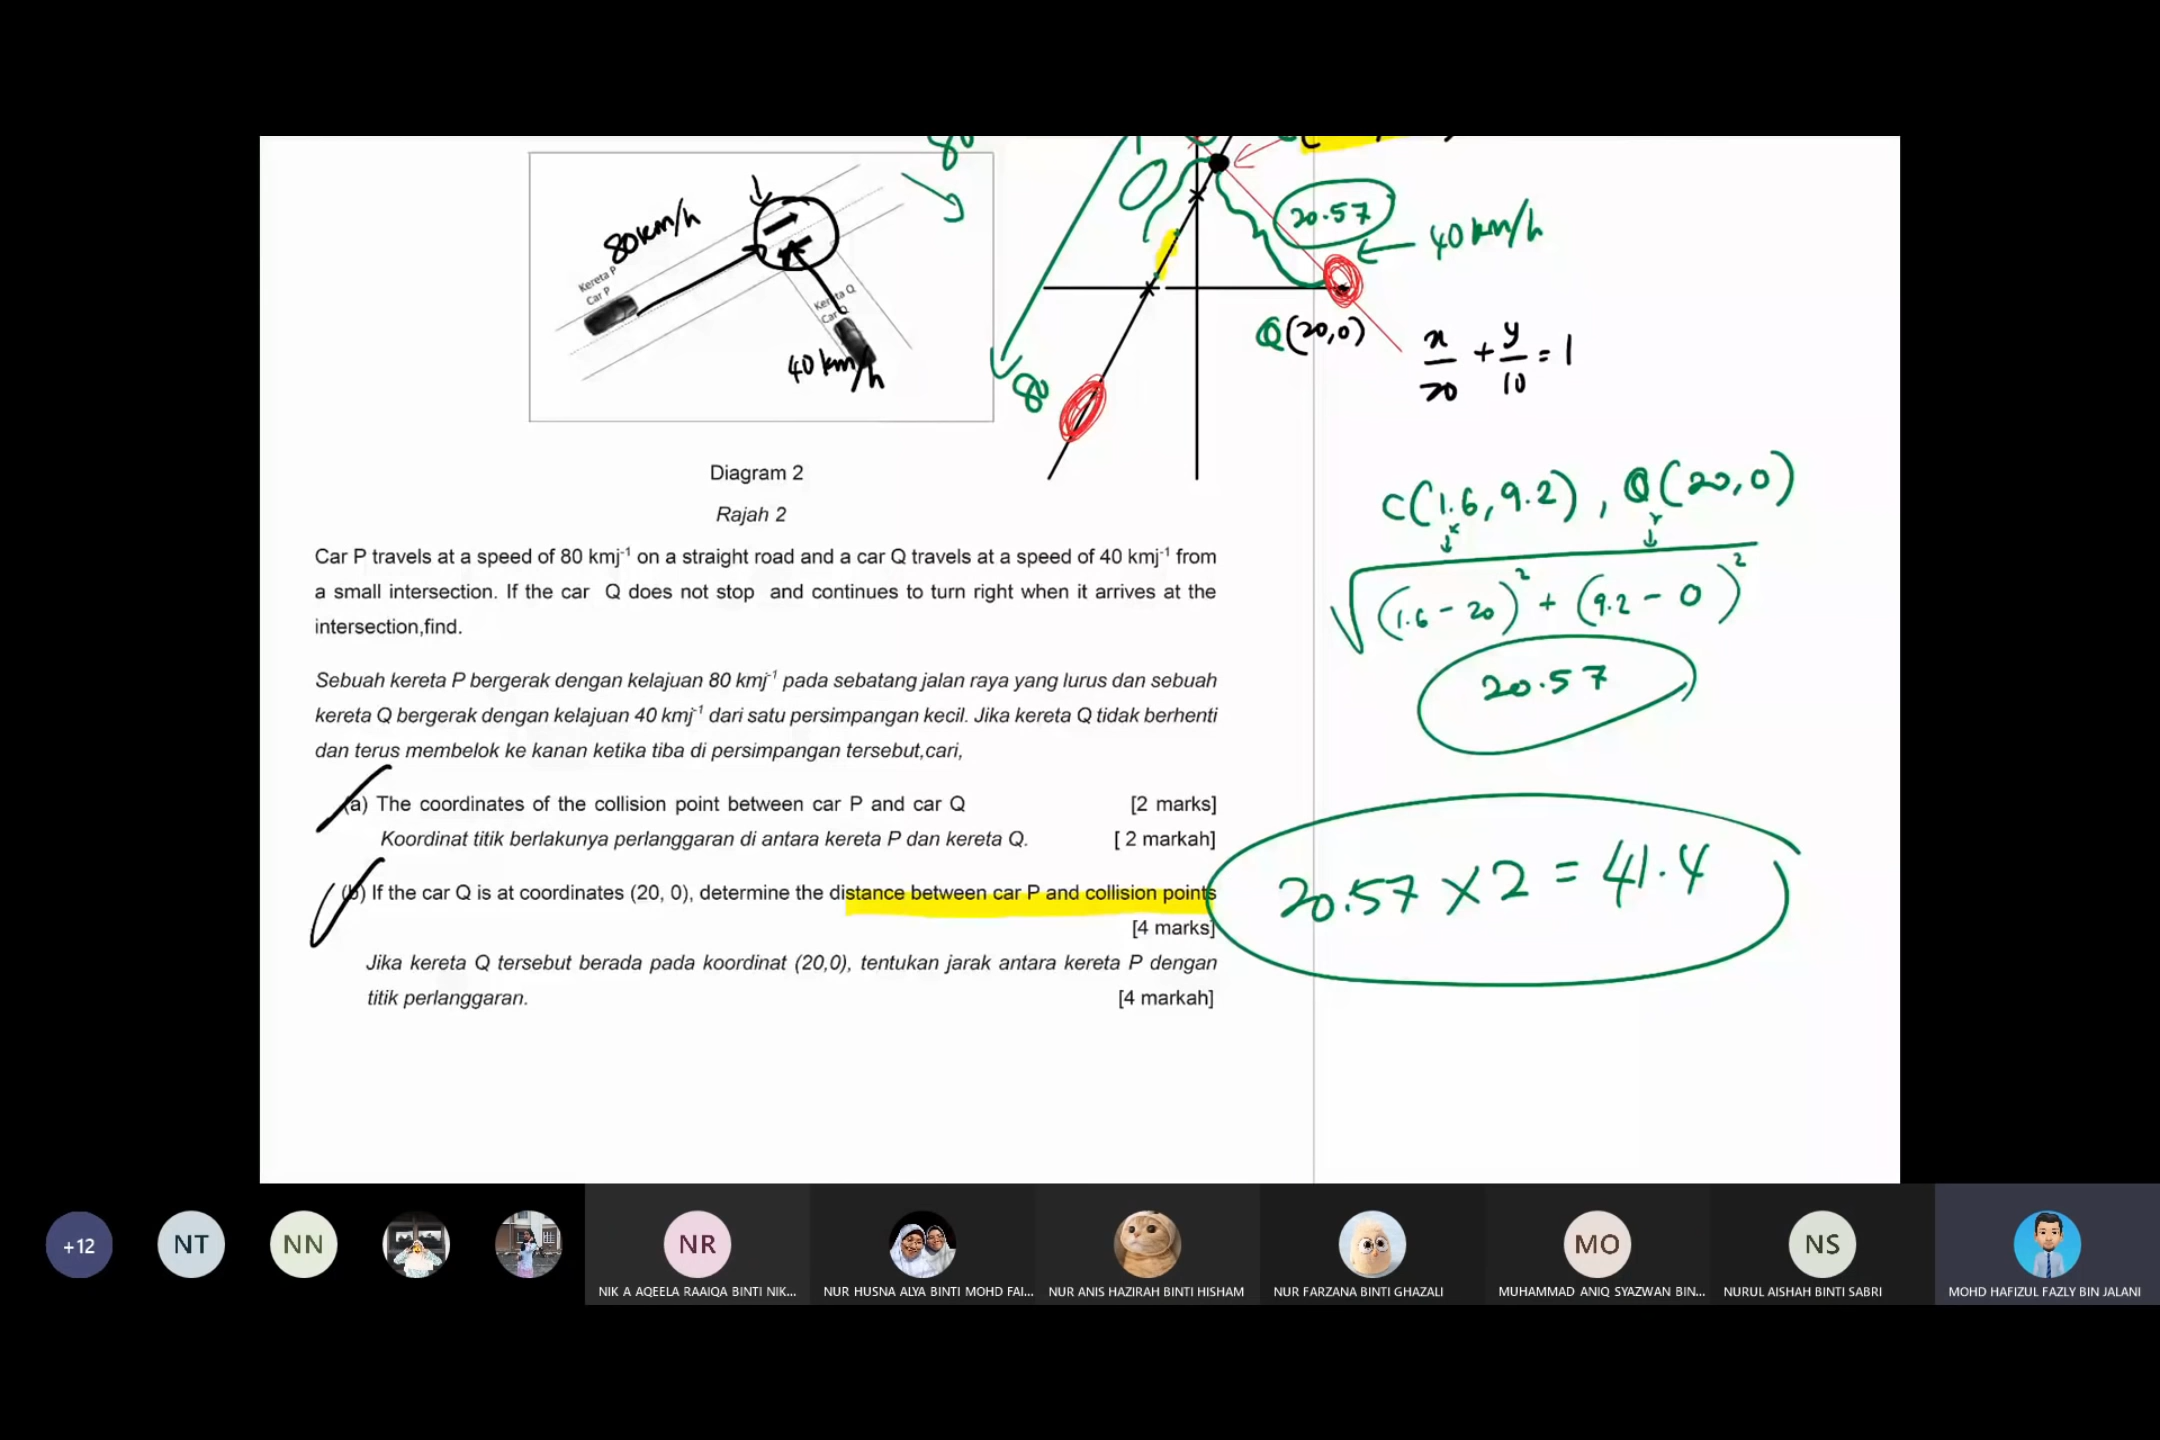 80km/h
Kereta P
Car P
Kereta Q
Car Q
40 km/h
80
20.57
40 km/h
80
Q(20,0)
x/20 + y/10 = 1
Diagram 2
Rajah 2
Car P travels at a speed of 80 kmj-1 on a straight road and a car Q travels at a speed of 40 kmj-1 from
a small intersection. If the car Q does not stop and continues to turn right when it arrives at the
intersection,find.
Sebuah kereta P bergerak dengan kelajuan 80 kmj-1 pada sebatang jalan raya yang lurus dan sebuah
kereta Q bergerak dengan kelajuan 40 kmj-1 dari satu persimpangan kecil. Jika kereta Q tidak berhenti
dan terus membelok ke kanan ketika tiba di persimpangan tersebut,cari,
(a) The coordinates of the collision point between car P and car Q [2 marks]
Koordinat titik berlakunya perlanggaran di antara kereta P dan kereta Q. [ 2 markah]
(b) If the car Q is at coordinates (20, 0), determine the distance between car P and collision points
[4 marks]
Jika kereta Q tersebut berada pada koordinat (20,0), tentukan jarak antara kereta P dengan
titik perlanggaran. [4 markah]
C(1.6, 9.2), Q(20,0)
√(1.6 - 20)² + (9.2 - 0)²
20.57
20.57 × 2 = 41.4
+12
NT
NN
NR
MO
NS
NIK A AQEELA RAAIQA BINTI NIK...
NUR HUSNA ALYA BINTI MOHD FAI...
NUR ANIS HAZIRAH BINTI HISHAM
NUR FARZANA BINTI GHAZALI
MUHAMMAD ANIQ SYAZWAN BIN...
NURUL AISHAH BINTI SABRI
MOHD HAFIZUL FAZLY BIN JALANI